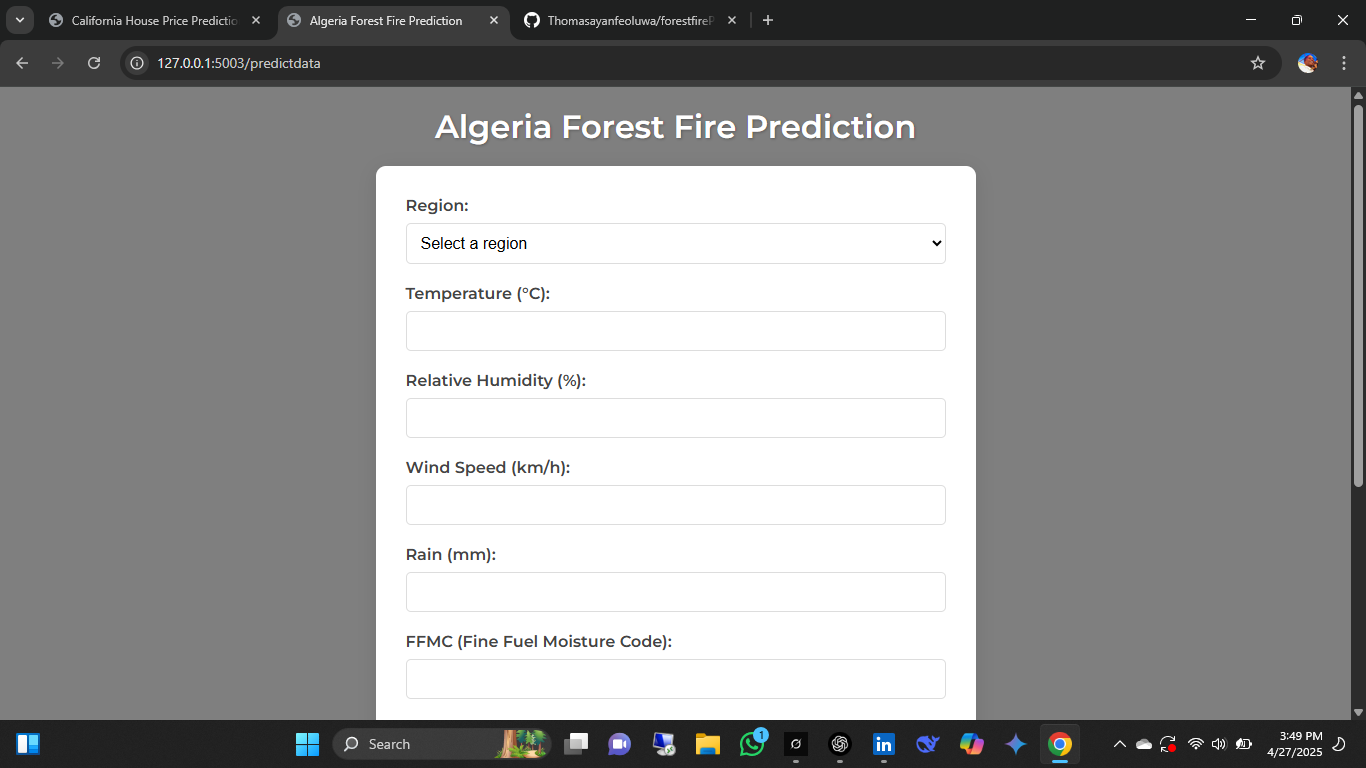 California House Price Predictio
Algeria Forest Fire Prediction
Thomasayanfeoluwa/forestfireP
127.0.0.1:5003/predictdata
Algeria Forest Fire Prediction
Region:
Select a region
Temperature (°C):
Relative Humidity (%):
Wind Speed (km/h):
Rain (mm):
FFMC (Fine Fuel Moisture Code):
Search
1
3:49 PM
4/27/2025